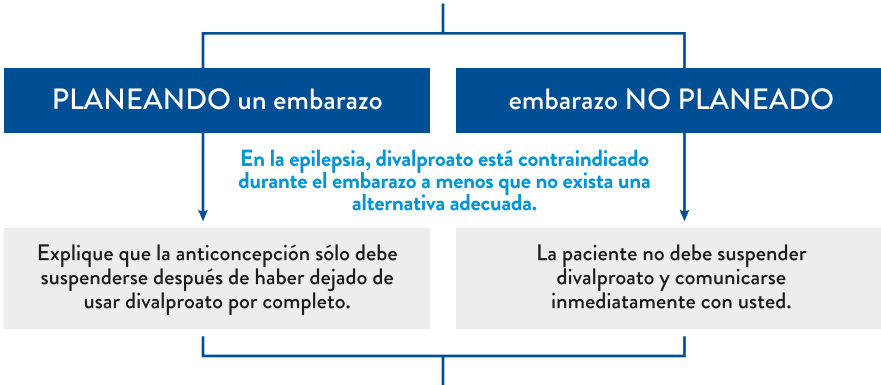 PLANEANDO un embarazo
embarazo NO PLANEADO
En la epilepsia, divalproato está contraindicado
durante el embarazo a menos que no exista una
alternativa adecuada.
Explique que la anticoncepción sólo debe
suspenderse después de haber dejado de
usar divalproato por completo.
La paciente no debe suspender
divalproato y comunicarse
inmediatamente con usted.